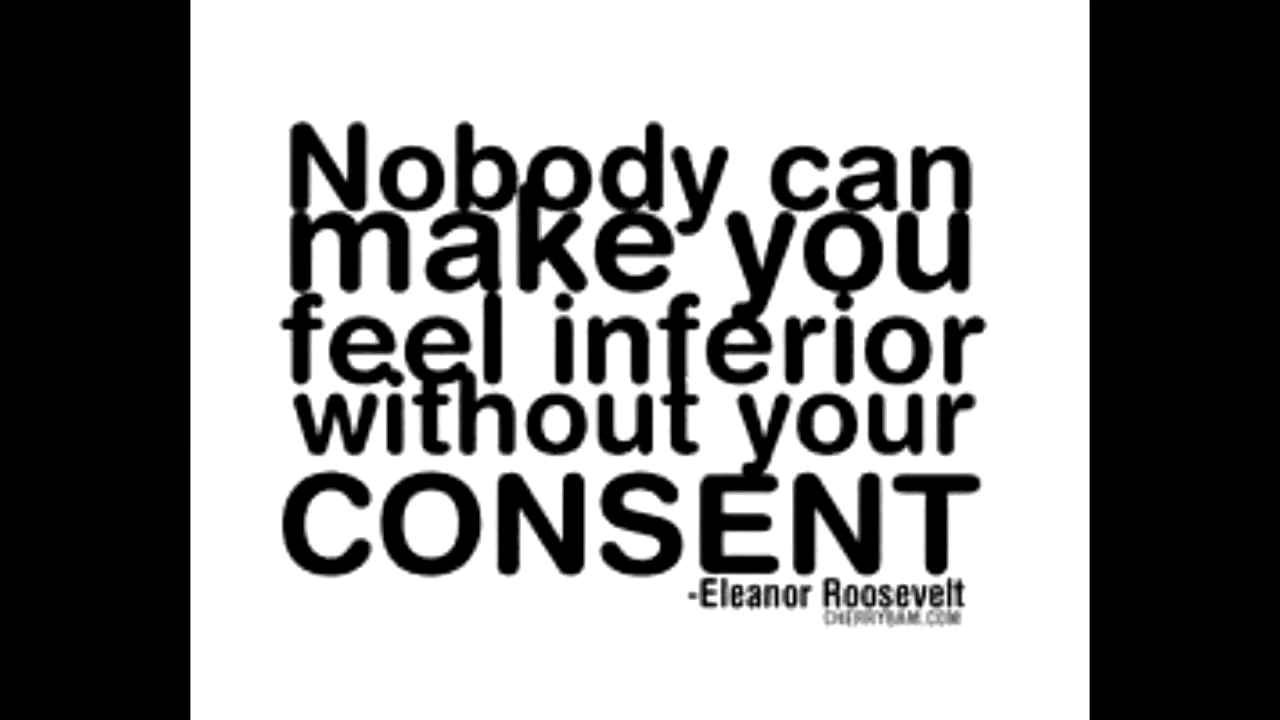 Nobody can
make you
feel inferior
without your
CONSENT
-Eleanor Roosevelt
CHERRYBAM.COM